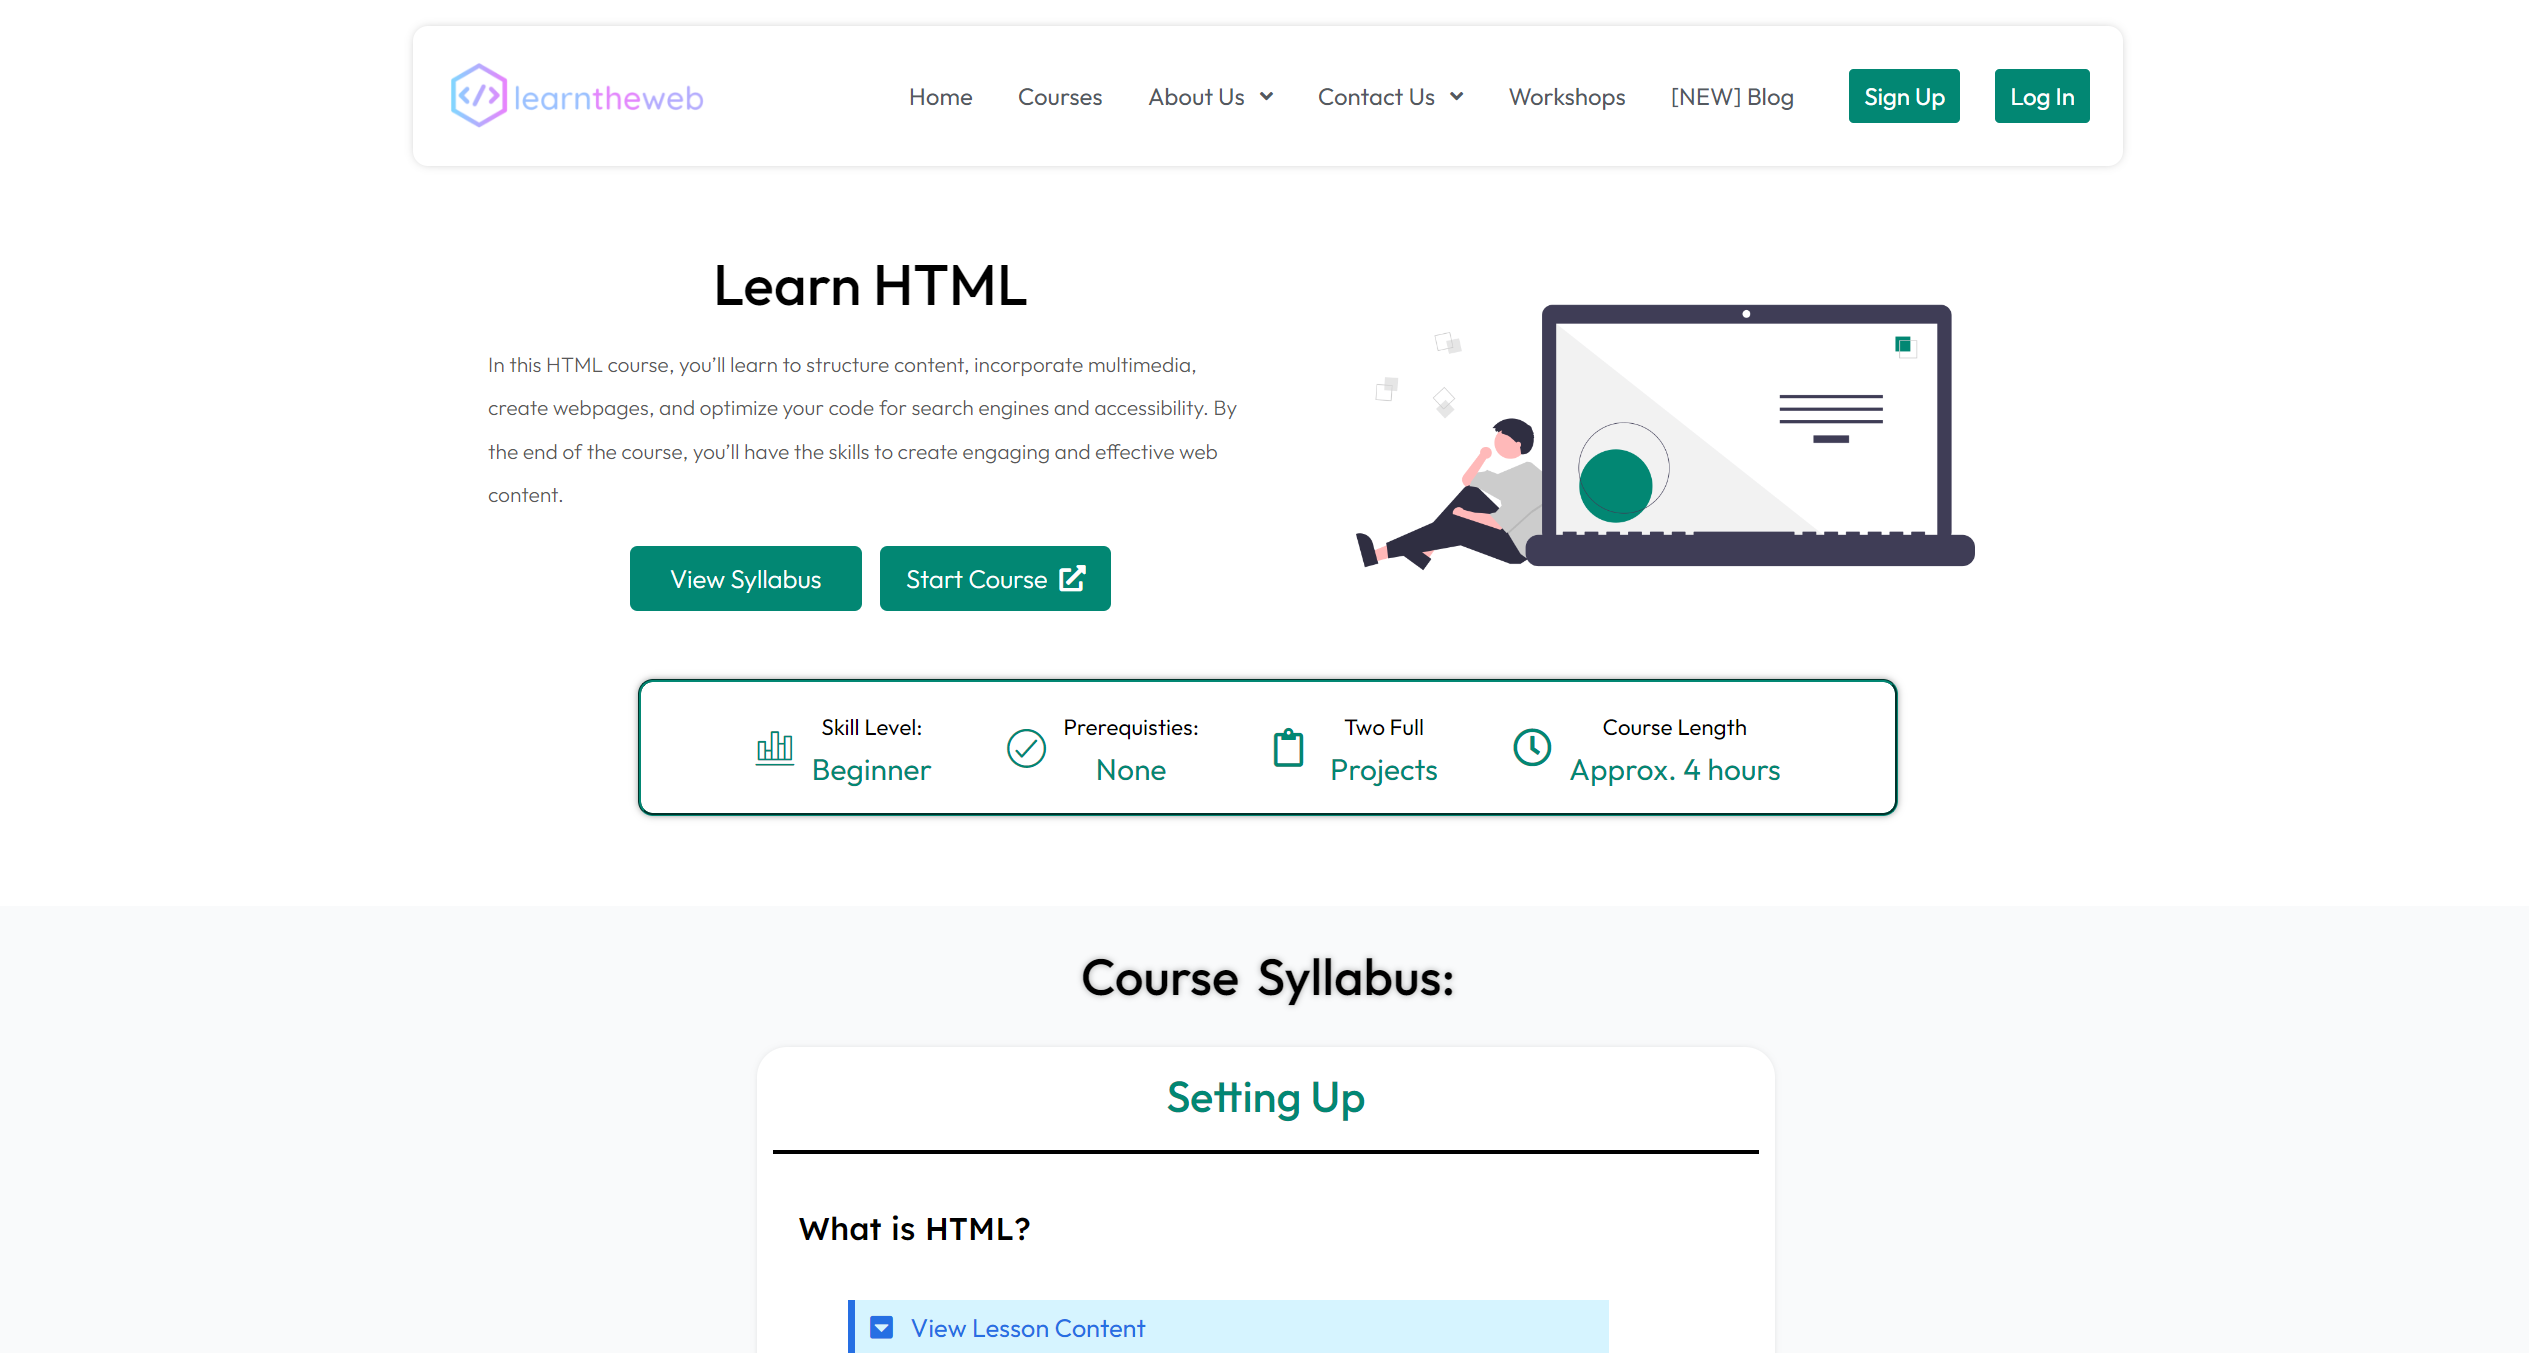 learntheweb
Home Courses About Us Contact Us Workshops [NEW] Blog Sign Up Log In
Learn HTML
In this HTML course, you’ll learn to structure content, incorporate multimedia,
create webpages, and optimize your code for search engines and accessibility. By
the end of the course, you’ll have the skills to create engaging and effective web
content.
View Syllabus Start Course
Skill Level: Prerequisties: Two Full Course Length
Beginner None Projects Approx. 4 hours
Course Syllabus:
Setting Up
What is HTML?
View Lesson Content